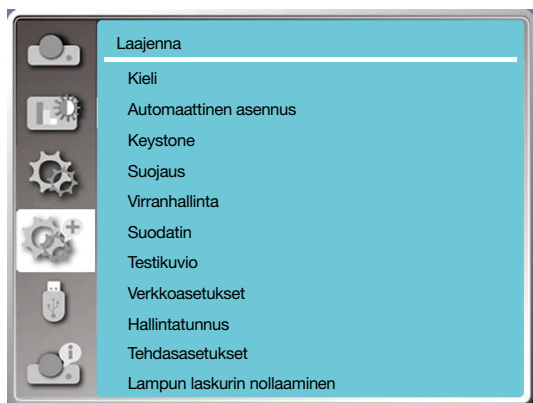 Laajenna
Kieli
Automaattinen asennus
Keystone
Suojaus
Virranhallinta
Suodatin
Testikuvio
Verkkoasetukset
Hallintatunnus
Tehdasasetukset
Lampun laskurin nollaaminen